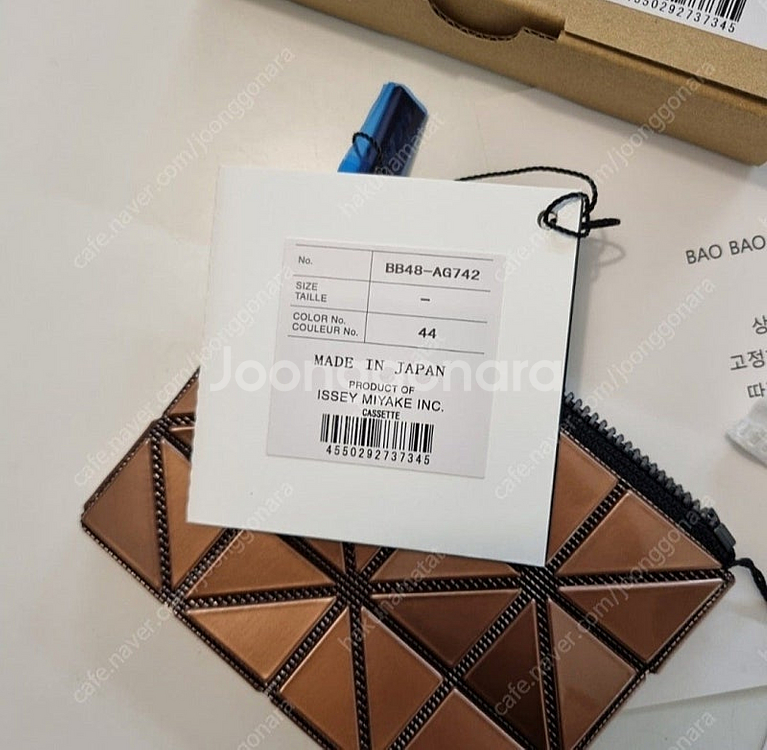 4550292737345
No. BB48-AG742
SIZE
TAILLE –
COLOR No.
COULEUR No. 44
MADE IN JAPAN
PRODUCT OF
ISSEY MIYAKE INC.
CASSETTE
4550292737345
BAO BAO
상
고정
따
Joonggonara
cafe.naver.com/joonggonara